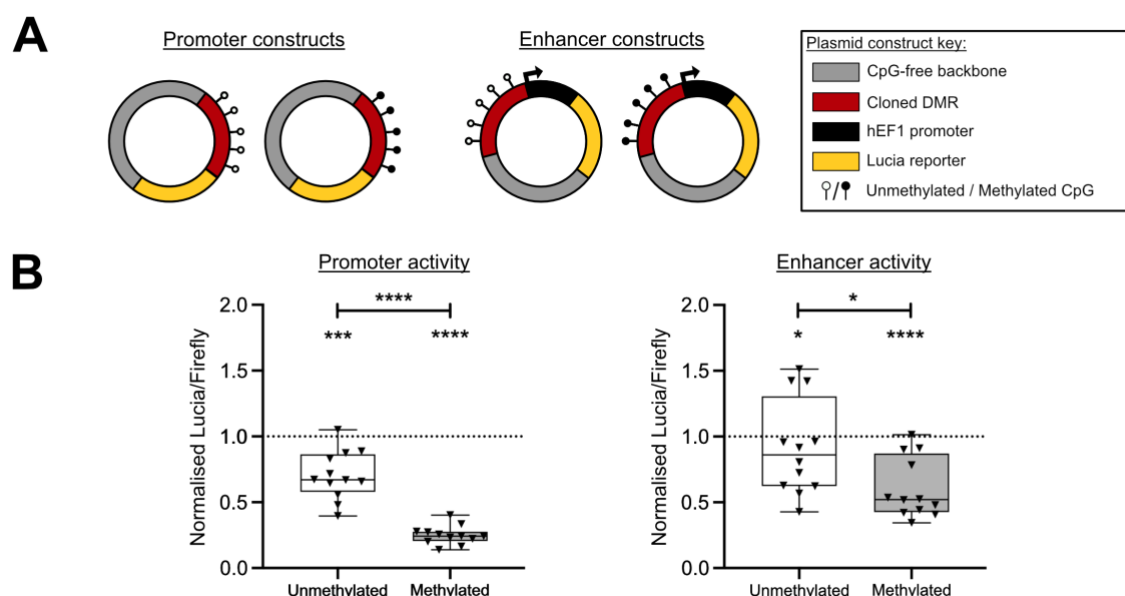 A
Promoter constructs
Enhancer constructs
Plasmid construct key:
CpG-free backbone
Cloned DMR
hEF1 promoter
Lucia reporter
/ Unmethylated / Methylated CpG
B
Promoter activity
Normalised Lucia/Firefly
2.0
1.5
1.0
0.5
0.0
****
*** ****
Unmethylated Methylated
Enhancer activity
Normalised Lucia/Firefly
2.0
1.5
1.0
0.5
0.0
*
* ****
Unmethylated Methylated